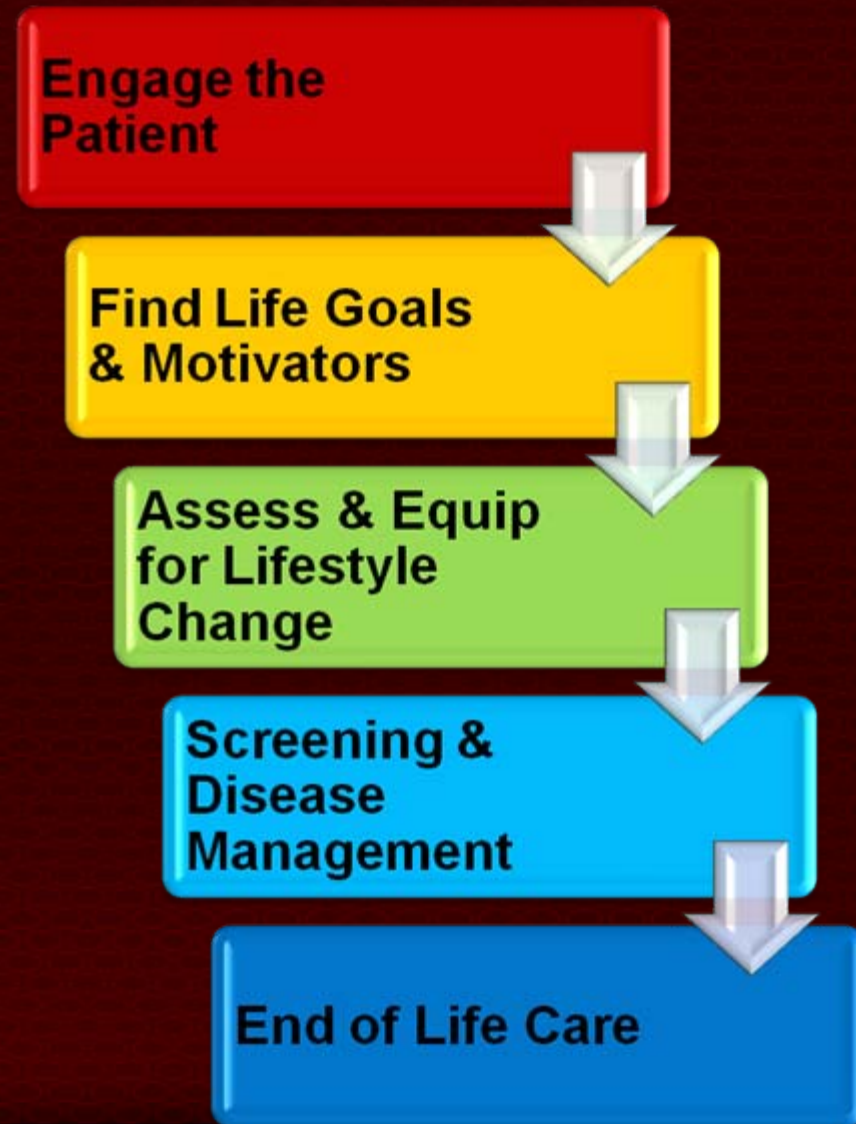 Engage the
Patient
Find Life Goals
& Motivators
Assess & Equip
for Lifestyle
Change
Screening &
Disease
Management
End of Life Care